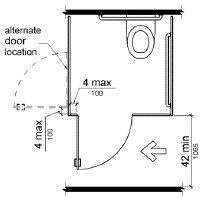 alternate
door
location
4 max
100
4 max
100
42 min
1065